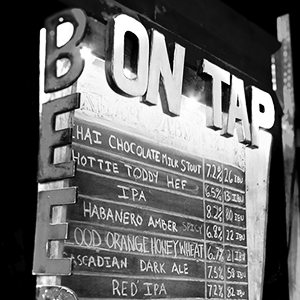 BEE
ON TAP
HAI CHOCOLATE MILK STOUT 7.2% 26 IBU
HOTTIE TODDY HEF 6.5% 13 IBU
IPA 8.2% 80 IBU
HABANERO AMBER SPICY 6.8% 22 IBU
OOD ORANGE HONEY WHEAT 6.7% 21 IBU
ASCADIAN DARK ALE 7.5% 58 IBU
RED IPA 7.2% 82 IBU